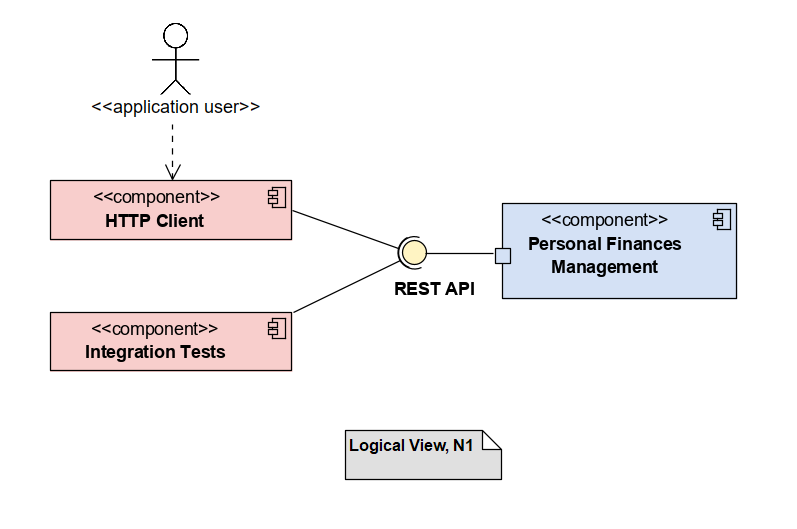 <<application user>>
<<component>>
HTTP Client
<<component>>
Personal Finances
Management
REST API
<<component>>
Integration Tests
Logical View, N1